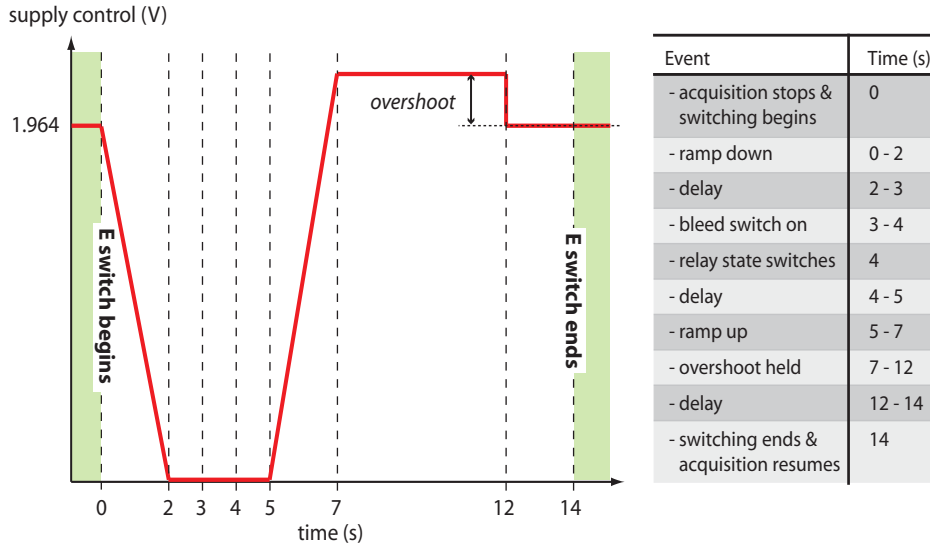 supply control (V)
1.964
overshoot
E switch begins
E switch ends
0 2 3 4 5 7 12 14
time (s)
Event Time (s)
- acquisition stops & 0
switching begins
- ramp down 0 - 2
- delay 2 - 3
- bleed switch on 3 - 4
- relay state switches 4
- delay 4 - 5
- ramp up 5 - 7
- overshoot held 7 - 12
- delay 12 - 14
- switching ends & 14
acquisition resumes